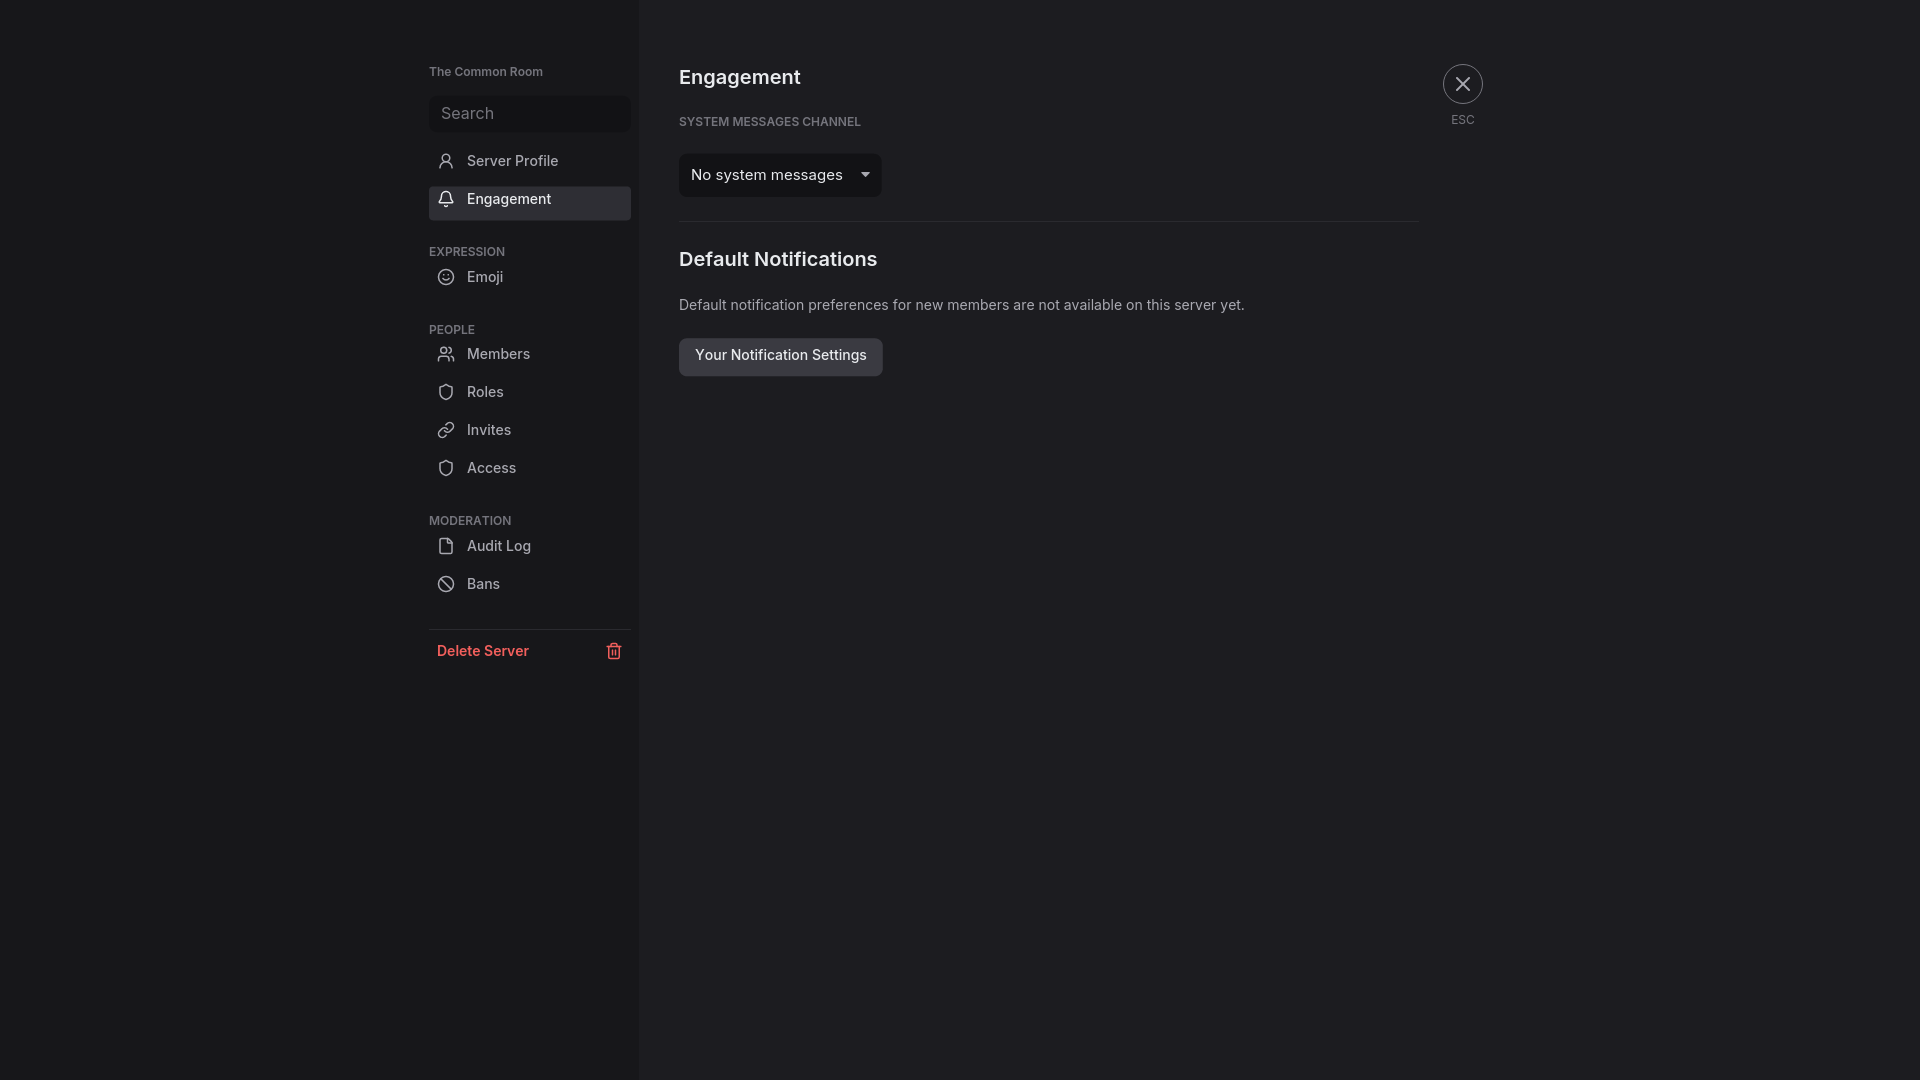 The Common Room
Search
Server Profile
Engagement
EXPRESSION
Emoji
PEOPLE
Members
Roles
Invites
Access
MODERATION
Audit Log
Bans
Delete Server
Engagement
SYSTEM MESSAGES CHANNEL
No system messages
Default Notifications
Default notification preferences for new members are not available on this server yet.
Your Notification Settings
ESC